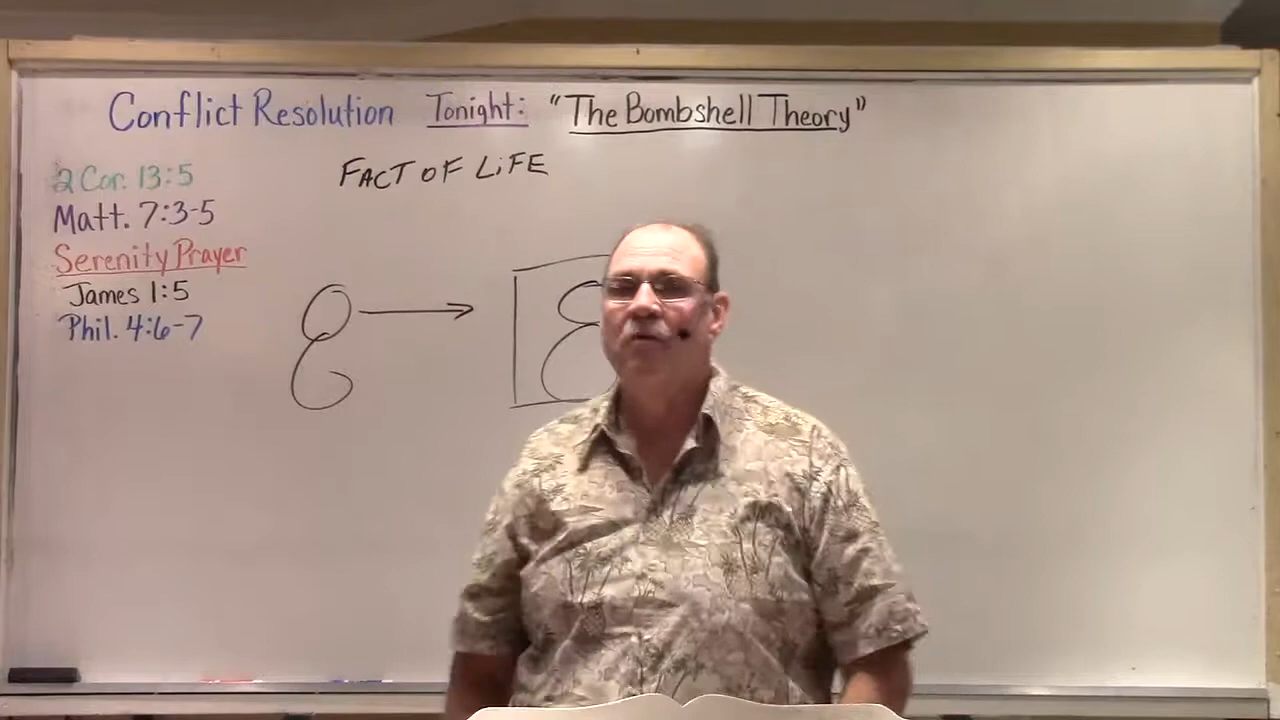 Conflict Resolution Tonight: "The Bombshell Theory"
FACT OF LiFE
2 Cor. 13:5
Matt. 7:3-5
Serenity Prayer
James 1:5
Phil. 4:6-7